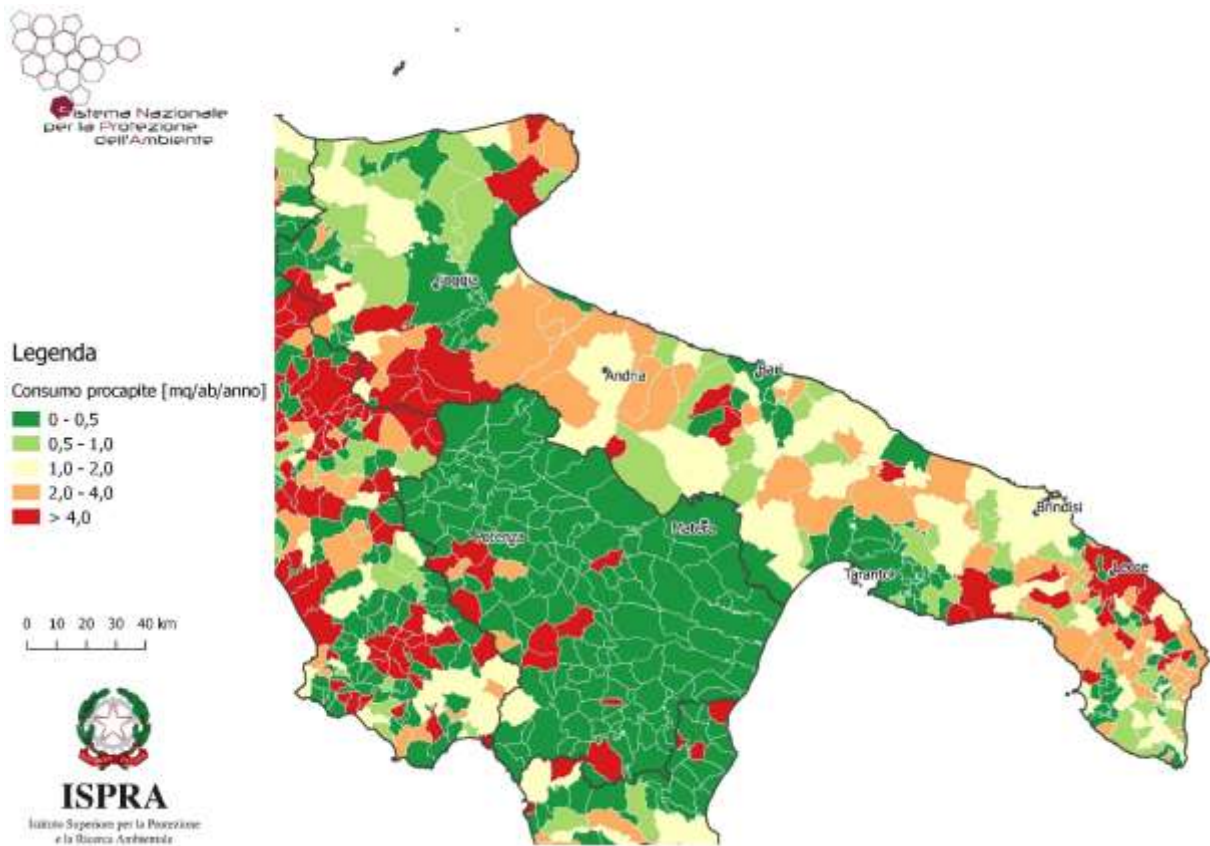 Sistema Nazionale
per la Protezione
dell'Ambiente
Foggia
Andria
Bari
Legenda
Consumo procapite [mq/ab/anno]
0 - 0,5
0,5 - 1,0
1,0 - 2,0
2,0 - 4,0
> 4,0
Potenza
Matera
Brindisi
Taranto
Lecce
0 10 20 30 40 km
ISPRA
Istituto Superiore per la Protezione
e la Ricerca Ambientale